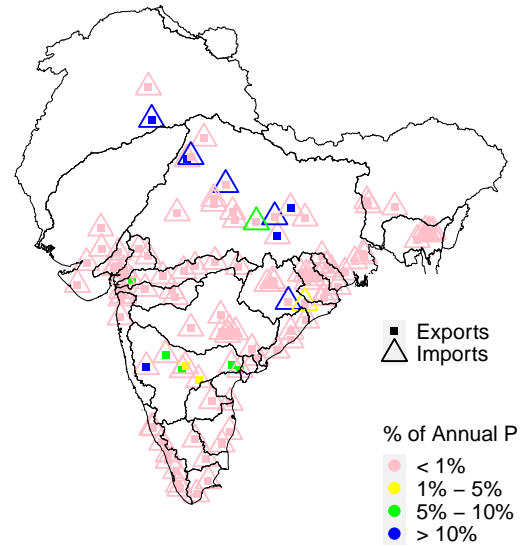 Exports
Imports
% of Annual P
< 1%
1% − 5%
5% − 10%
> 10%